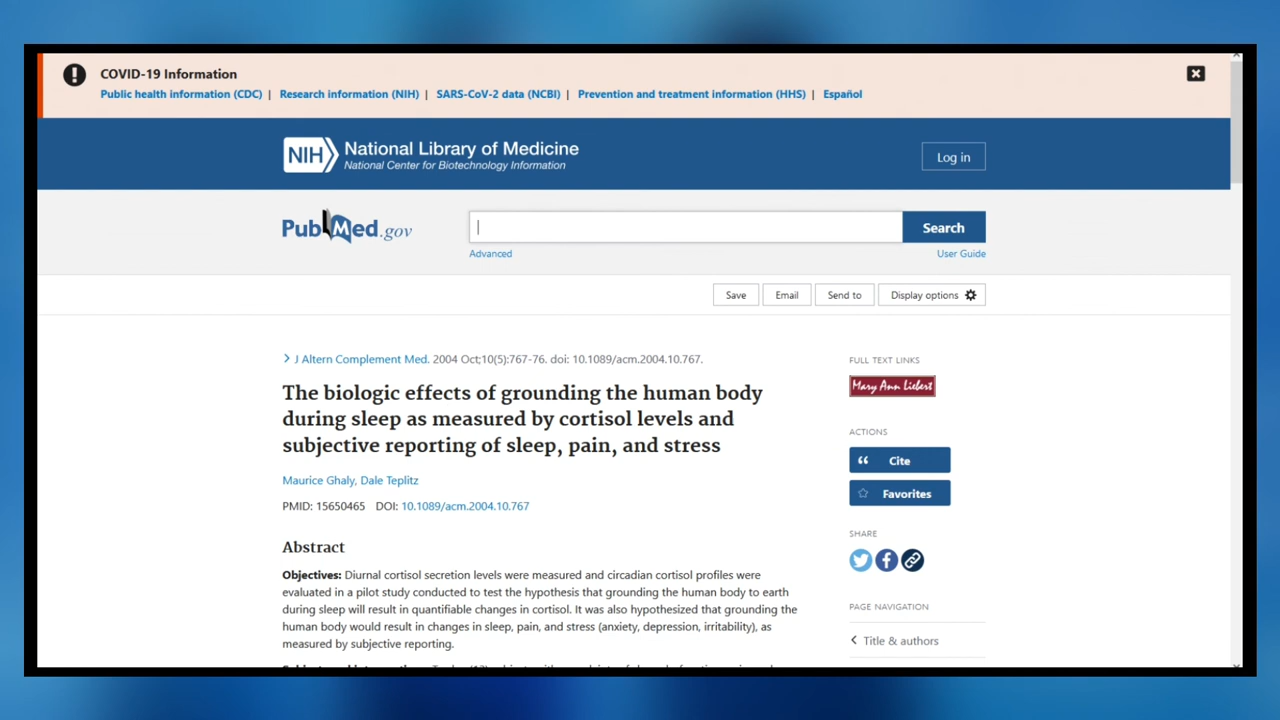 COVID-19 Information
Public health information (CDC) | Research information (NIH) | SARS-CoV-2 data (NCBI) | Prevention and treatment information (HHS) | Español
NIH National Library of Medicine
National Center for Biotechnology Information
Log in
PubMed.gov
Search
Advanced
User Guide
Save
Email
Send to
Display options
> J Altern Complement Med. 2004 Oct;10(5):767-76. doi: 10.1089/acm.2004.10.767.
The biologic effects of grounding the human body
during sleep as measured by cortisol levels and
subjective reporting of sleep, pain, and stress
Maurice Ghaly, Dale Teplitz
PMID: 15650465 DOI: 10.1089/acm.2004.10.767
Abstract
Objectives: Diurnal cortisol secretion levels were measured and circadian cortisol profiles were
evaluated in a pilot study conducted to test the hypothesis that grounding the human body to earth
during sleep will result in quantifiable changes in cortisol. It was also hypothesized that grounding the
human body would result in changes in sleep, pain, and stress (anxiety, depression, irritability), as
measured by subjective reporting.
FULL TEXT LINKS
Mary Ann Liebert
ACTIONS
Cite
Favorites
SHARE
PAGE NAVIGATION
< Title & authors